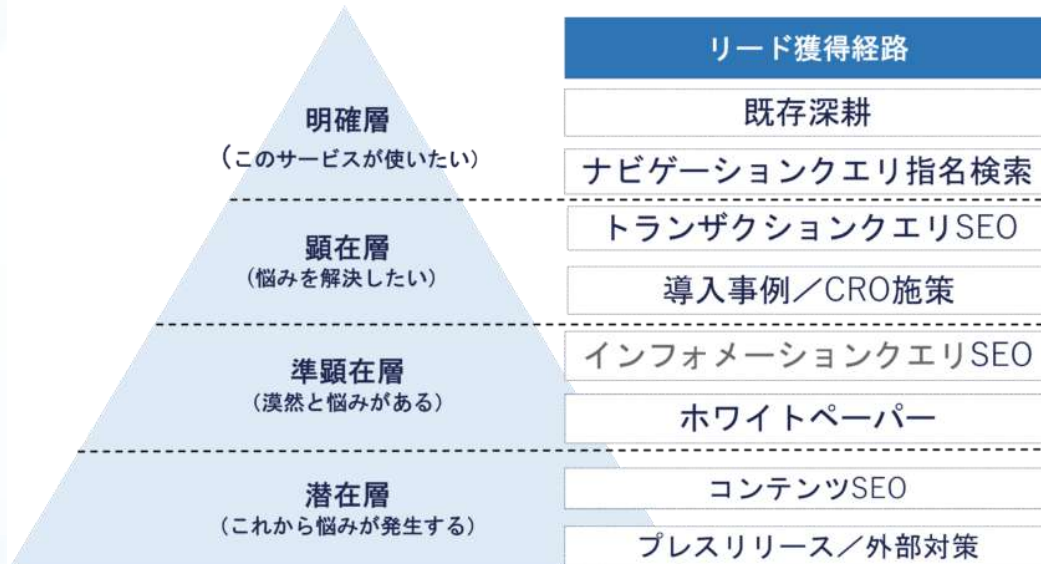 リード獲得経路
明確層
(このサービスが使いたい)
既存深耕
ナビゲーションクエリ指名検索
顕在層
(悩みを解決したい)
トランザクションクエリSEO
導入事例／CRO施策
準顕在層
(漠然と悩みがある)
インフォメーションクエリSEO
ホワイトペーパー
潜在層
(これから悩みが発生する)
コンテンツSEO
プレスリリース／外部対策